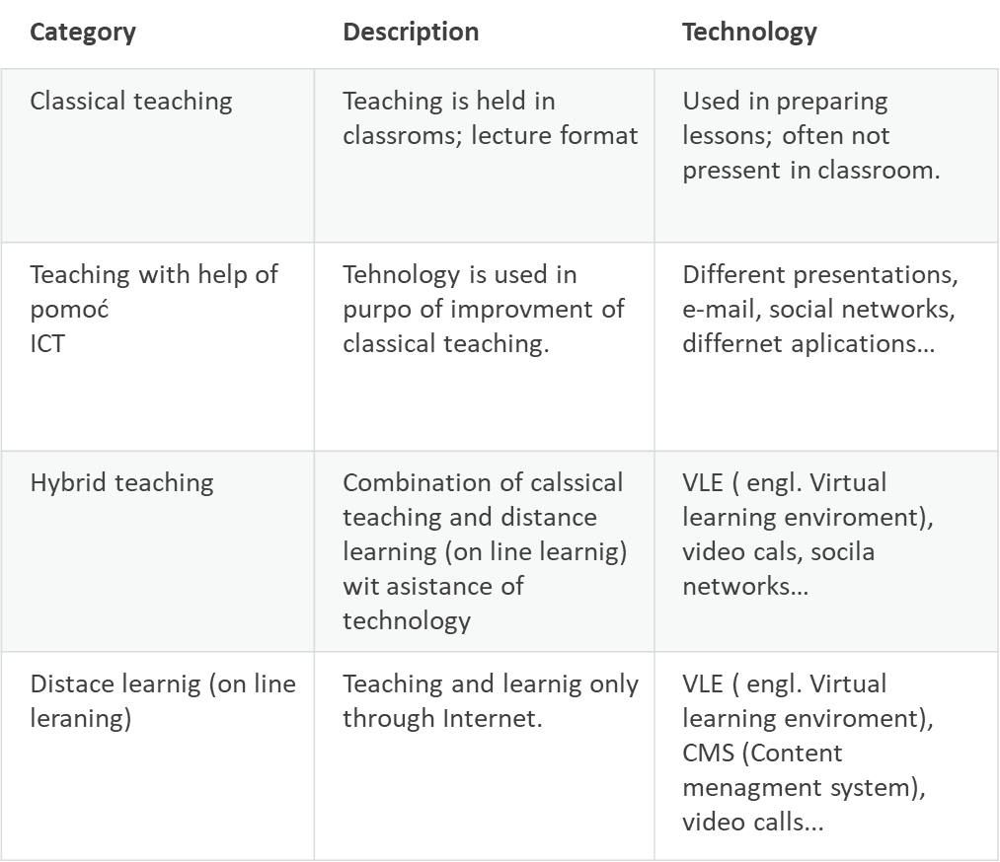 Category
Description
Technology
Classical teaching
Teaching is held in
classroms; lecture format
Used in preparing
lessons; often not
pressent in classroom.
Teaching with help of
pomoć
ICT
Tehnology is used in
purpo of improvment of
classical teaching.
Different presentations,
e-mail, social networks,
differnet aplications...
Hybrid teaching
Combination of calssical
teaching and distance
learning (on line learnig)
wit asistance of
technology
VLE ( engl. Virtual
learning enviroment),
video cals, socila
networks...
Distace learnig (on line
leraning)
Teaching and learnig only
through Internet.
VLE ( engl. Virtual
learning enviroment),
CMS (Content
menagment system),
video calls...